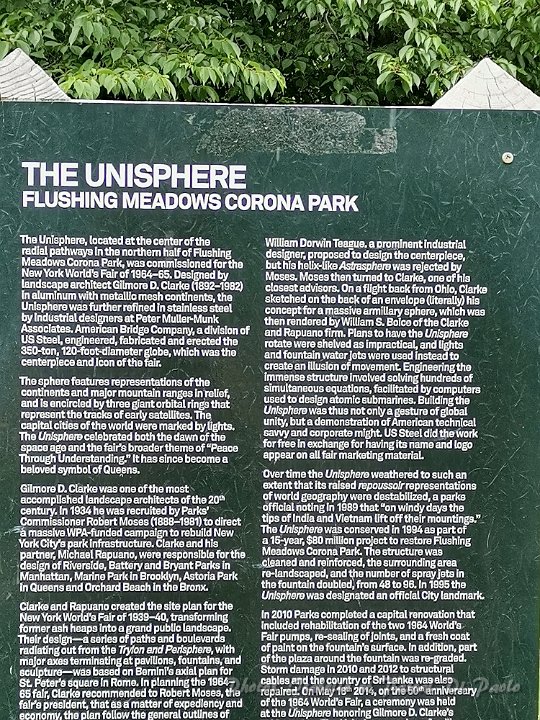 THE UNISPHERE
FLUSHING MEADOWS CORONA PARK
The Unisphere, located at the center of the
radial pathways in the northern half of Flushing
Meadows Corona Park, was commissioned for the
New York World's Fair of 1964–65. Designed by
landscape architect Gilmore D. Clarke (1892–1982)
in aluminum with metallic mesh continents, the
Unisphere was further refined in stainless steel
by industrial designers at Peter Muller-Munk
Associates. American Bridge Company, a division of
US Steel, engineered, fabricated and erected the
350-ton, 120-foot-diameter globe, which was the
centerpiece and icon of the fair.
The sphere features representations of the
continents and major mountain ranges in relief,
and is encircled by three giant orbital rings that
represent the tracks of early satellites. The
capital cities of the world were marked by lights.
The Unisphere celebrated both the dawn of the
space age and the fair's broader theme of "Peace
Through Understanding." It has since become a
beloved symbol of Queens.
Gilmore D. Clarke was one of the most
accomplished landscape architects of the 20th
century. In 1934 he was recruited by Parks'
Commissioner Robert Moses (1888–1981) to direct
a massive WPA-funded campaign to rebuild New
York City's park infrastructure. Clarke and his
partner, Michael Rapuano, were responsible for the
design of Riverside, Battery and Bryant Parks in
Manhattan, Marine Park in Brooklyn, Astoria Park
in Queens and Orchard Beach in the Bronx.
Clarke and Rapuano created the site plan for the
New York World's Fair of 1939–40, transforming
former ash heaps into a grand public landscape.
Their design—a series of paths and boulevards
radiating out from the Trylon and Perisphere, with
major axes terminating at pavilions, fountains, and
sculpture—was based on Bernini's axial plan for
St. Peter's square in Rome. In planning the 1964–
65 fair, Clarke recommended to Robert Moses, the
fair's president, that as a matter of expediency and
economy, the plan follow the general outlines of
William Dorwin Teague, a prominent industrial
designer, proposed to design the centerpiece,
but his helix-like Astrasphere was rejected by
Moses. Moses then turned to Clarke, one of his
closest advisors. On a flight back from Ohio, Clarke
sketched on the back of an envelope (literally) his
concept for a massive armillary sphere, which was
then rendered by William S. Boice of the Clarke
and Rapuano firm. Plans to have the Unisphere
rotate were shelved as impractical, and lights
and fountain water jets were used instead to
create an illusion of movement. Engineering the
immense structure involved solving hundreds of
simultaneous equations, facilitated by computers
used to design atomic submarines. Building the
Unisphere was thus not only a gesture of global
unity, but a demonstration of American technical
savvy and corporate might. US Steel did the work
for free in exchange for having its name and logo
appear on all fair marketing material.
Over time the Unisphere weathered to such an
extent that its raised repoussoir representations
of world geography were destabilized, a parks
official noting in 1989 that "on windy days the
tips of India and Vietnam lift off their mountings."
The Unisphere was conserved in 1994 as part of
a 15-year, $80 million project to restore Flushing
Meadows Corona Park. The structure was
cleaned and reinforced, the surrounding area
re-landscaped, and the number of spray jets in
the fountain doubled, from 48 to 96. In 1995 the
Unisphere was designated an official City landmark.
In 2010 Parks completed a capital renovation that
included rehabilitation of the two 1964 World's
Fair pumps, re-sealing of joints, and a fresh coat
of paint on the fountain's surface. In addition, part
of the plaza around the fountain was re-graded.
Storm damage in 2010 and 2012 to structural
cables and the country of Sri Lanka was also
repaired. On May 18, 2014, the 50th anniversary
of the 1964 World's Fair, a ceremony was held
at the Unisphere honoring Gilmore D. Clarke's